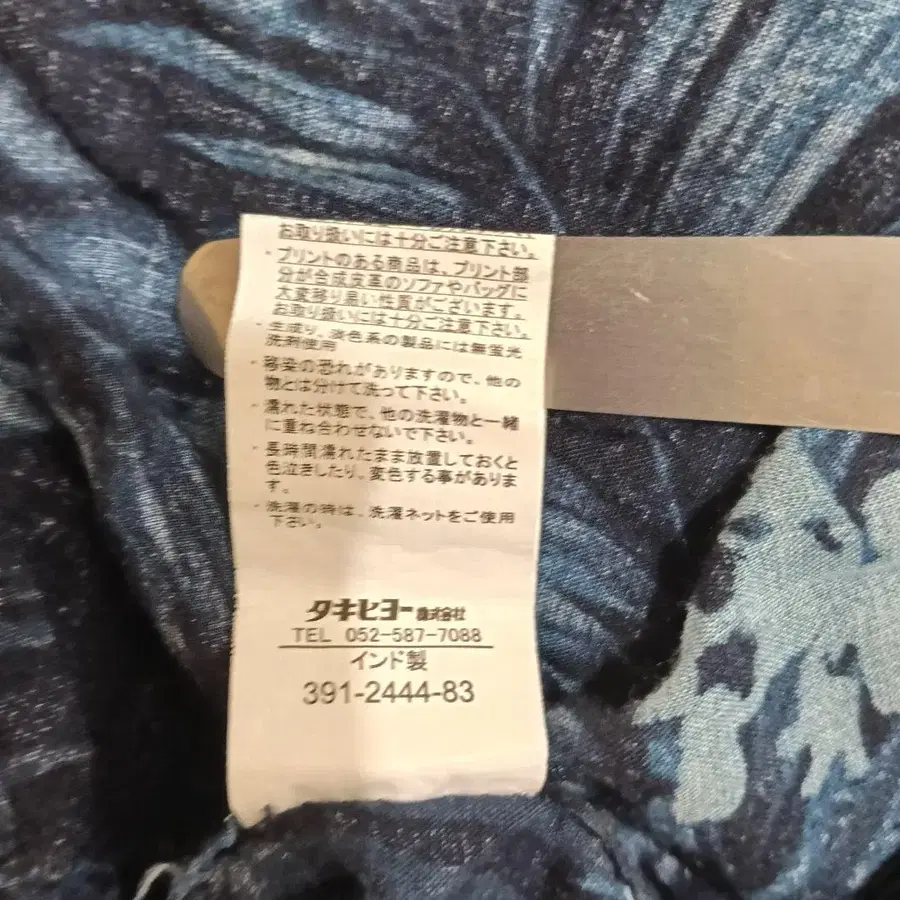 お取り扱いには十分ご注意下さい。
・プリントのある商品は、プリント部
分が合成皮革のソファやバッグに
大変移り易い性質がございます。
お取り扱いには十分ご注意下さい。
・生成り、淡色系の製品には無蛍光
洗剤使用
・移染の恐れがありますので、他の
物とは分けて洗って下さい。
・濡れた状態で、他の洗濯物と一緒
に重ね合わせないで下さい。
・長時間濡れたまま放置しておくと
色泣きしたり、変色する事がありま
す。
・洗濯の時は、洗濯ネットをご使用
下さい。
タキヒヨー株式会社
TEL 052-587-7088
インド製
391-2444-83